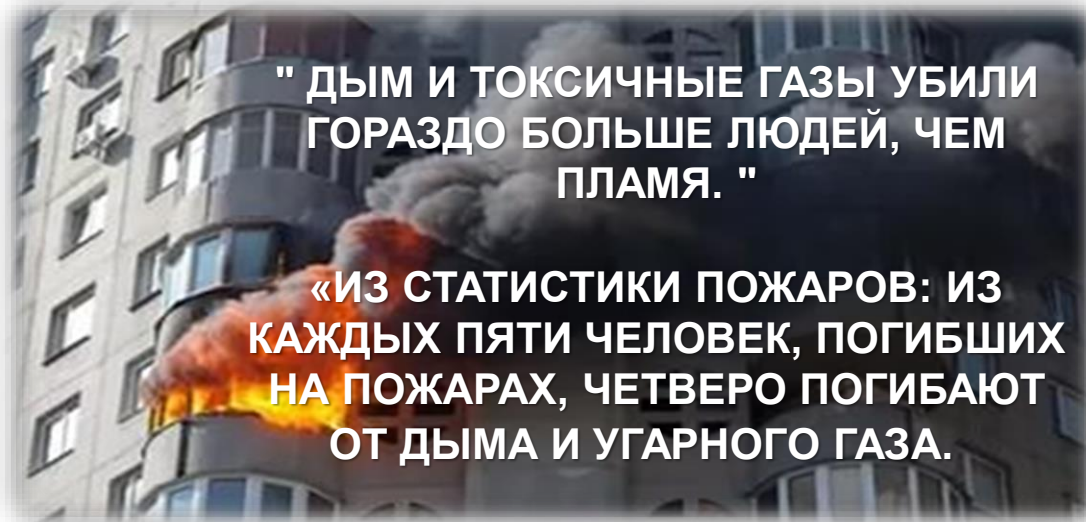 " ДЫМ И ТОКСИЧНЫЕ ГАЗЫ УБИЛИ
ГОРАЗДО БОЛЬШЕ ЛЮДЕЙ, ЧЕМ
ПЛАМЯ. "
«ИЗ СТАТИСТИКИ ПОЖАРОВ: ИЗ
КАЖДЫХ ПЯТИ ЧЕЛОВЕК, ПОГИБШИХ
НА ПОЖАРАХ, ЧЕТВЕРО ПОГИБАЮТ
ОТ ДЫМА И УГАРНОГО ГАЗА.